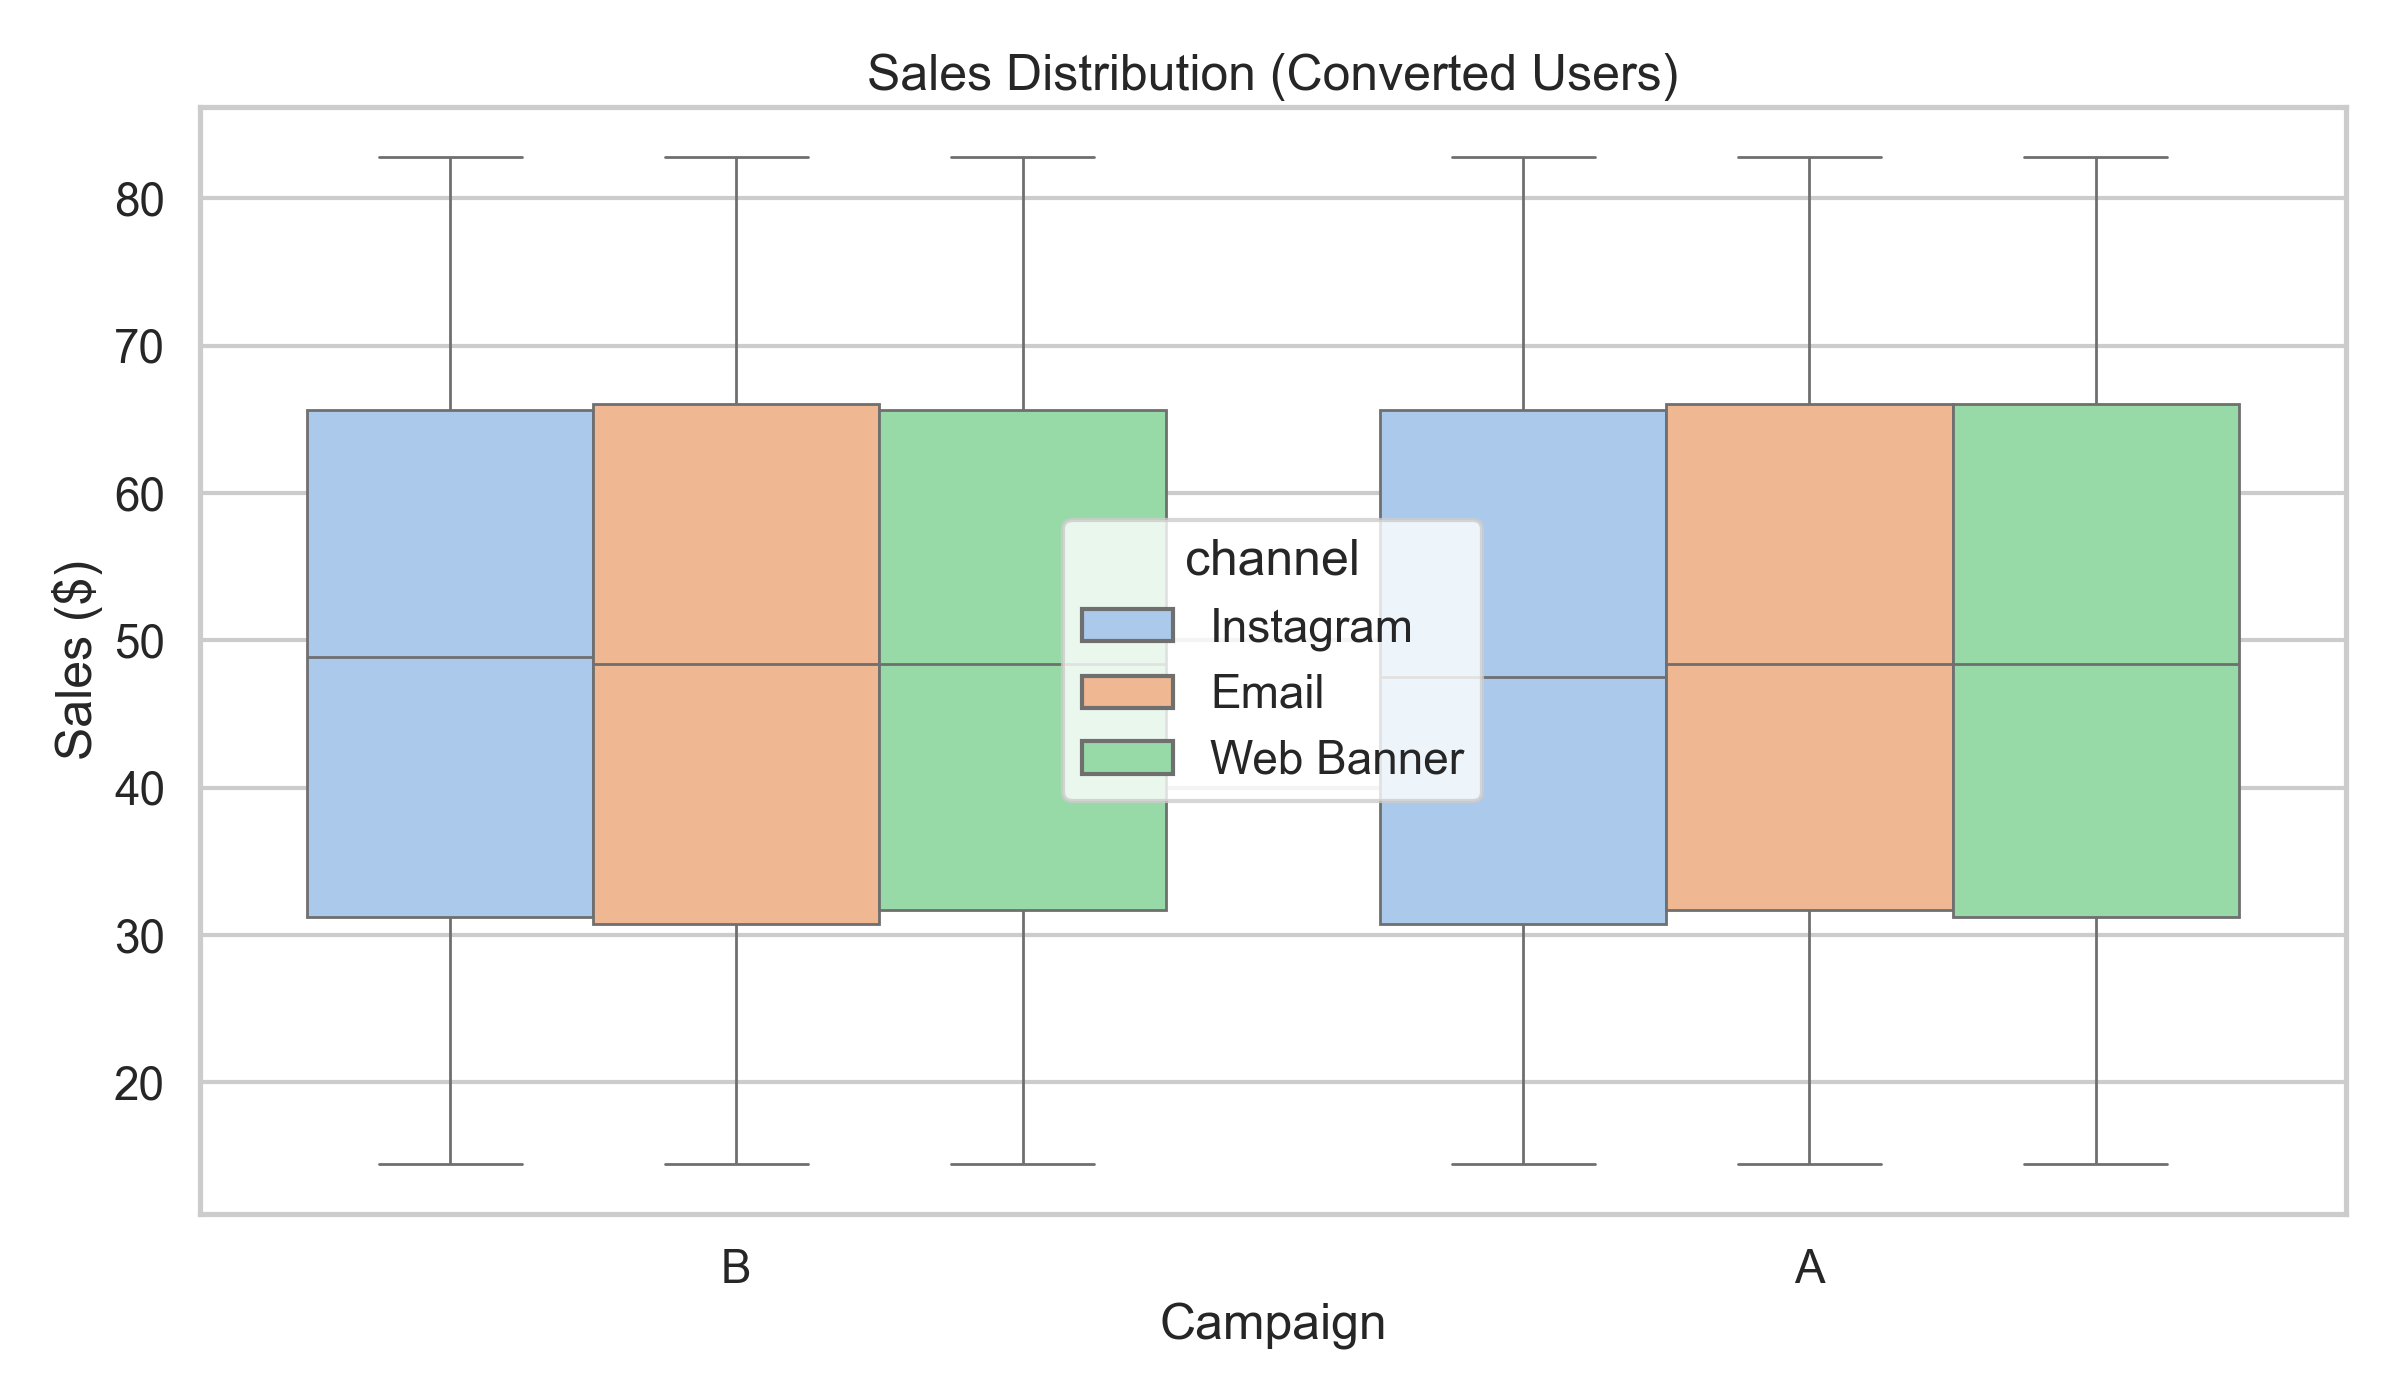 Sales Distribution (Converted Users)
Sales ($)
80
70
60
50
40
30
20
channel
Instagram
Email
Web Banner
B
A
Campaign